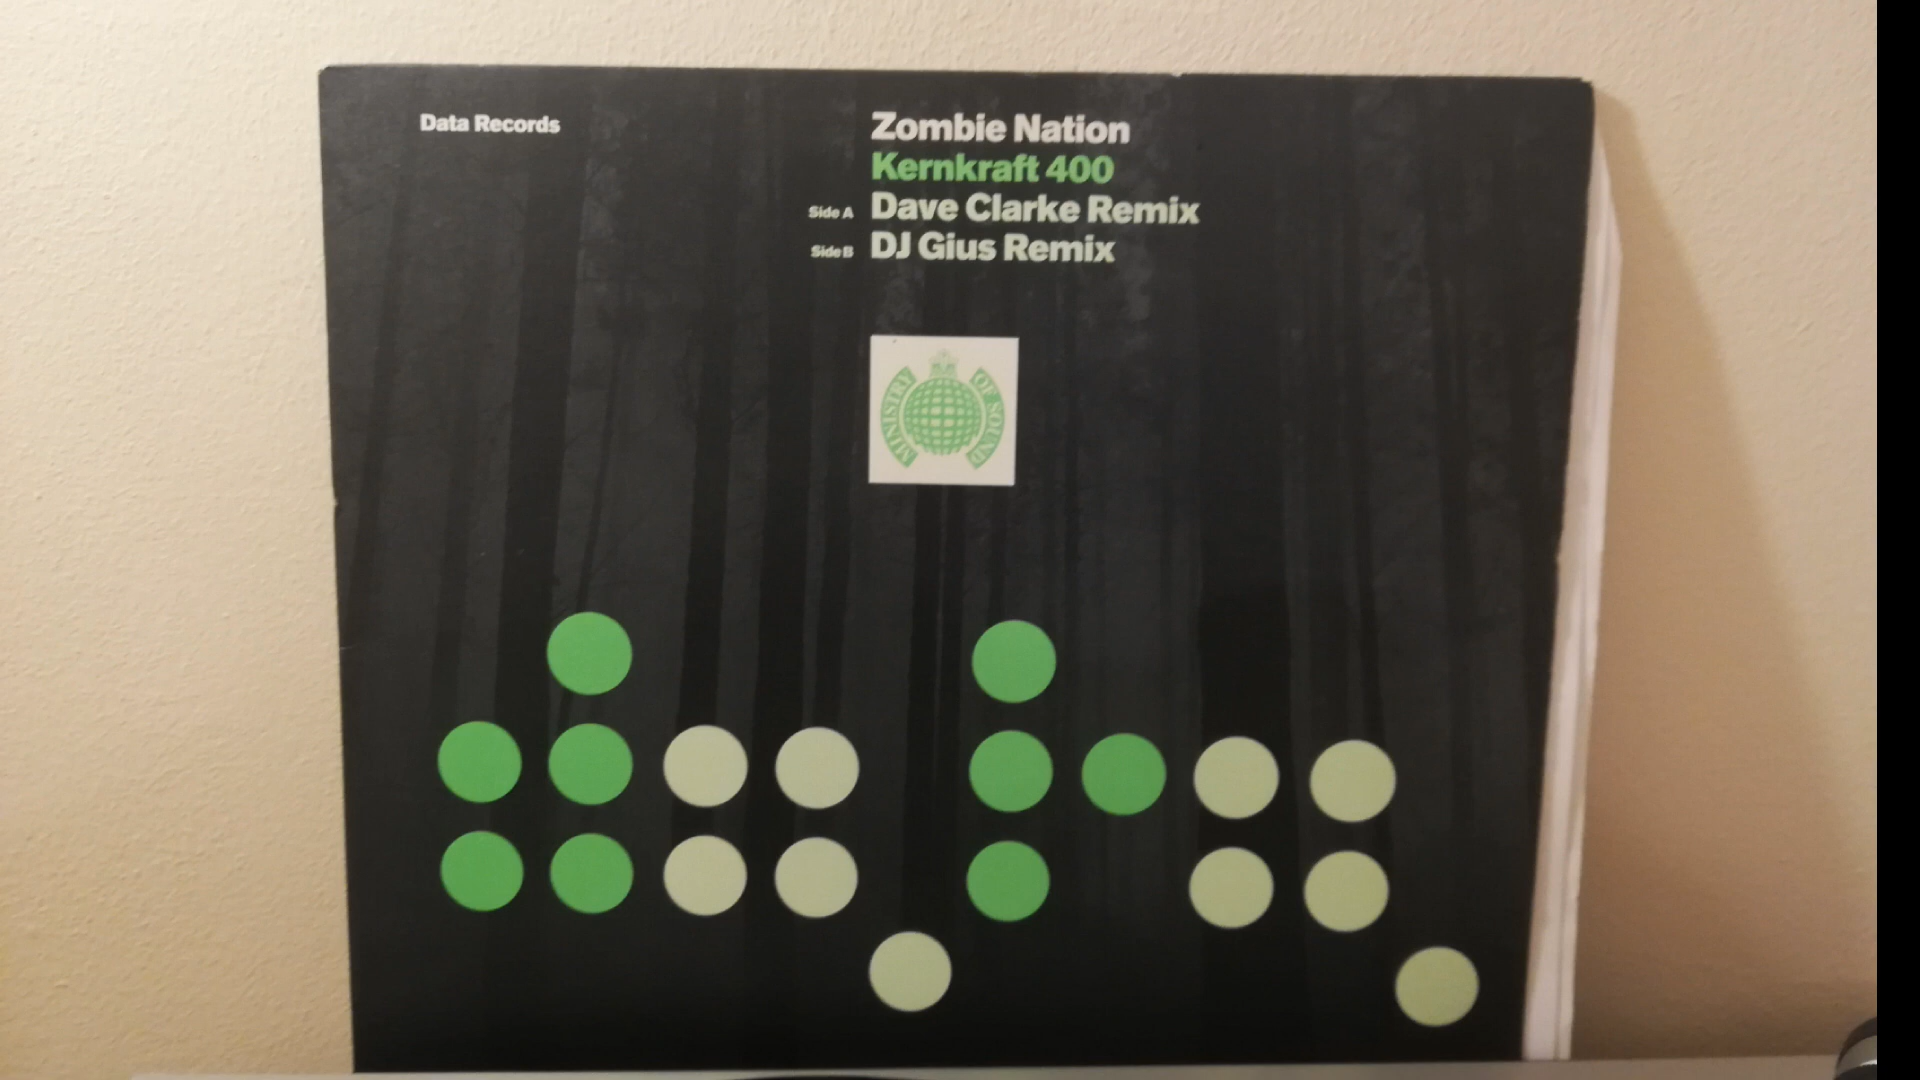 Data Records
Zombie Nation
Kernkraft 400
Side A Dave Clarke Remix
Side B DJ Gius Remix
MINISTRY OF SOUND